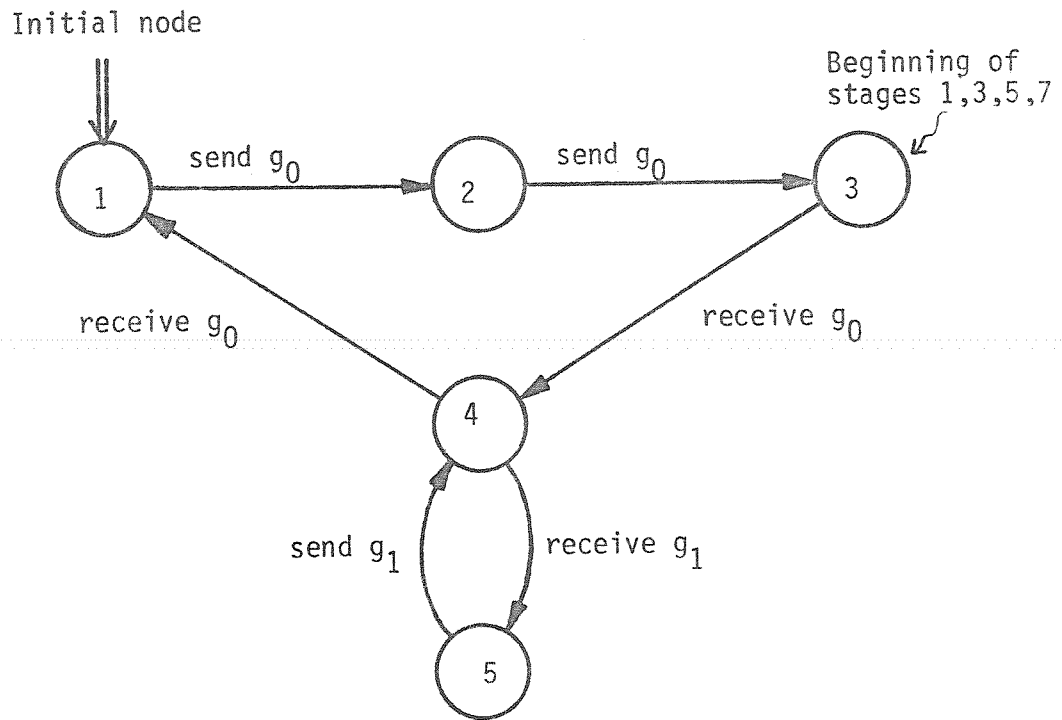 Initial node
Beginning of
stages 1,3,5,7
send g0
send g0
1
2
3
receive g0
receive g0
4
send g1
receive g1
5